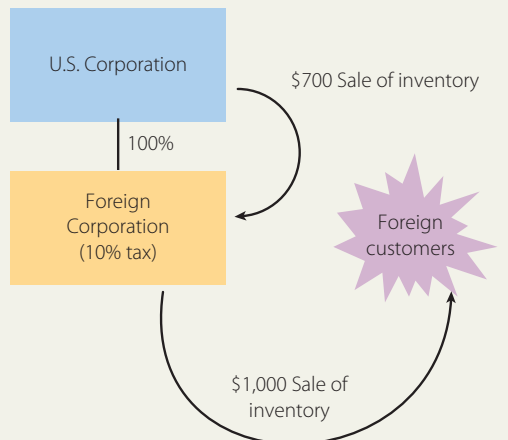 U.S. Corporation
$700 Sale of inventory
100%
Foreign
Corporation
(10% tax)
Foreign
customers
$1,000 Sale of
inventory